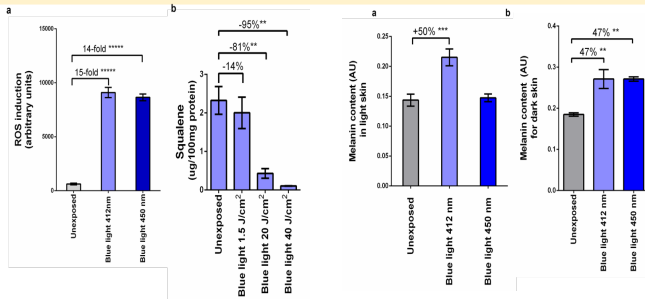 a
ROS induction
(arbitrary units)
15000
10000
5000
0
14-fold *****
15-fold *****
Unexposed
Blue light 412nm
Blue light 450 nm
b
Squalene
(ug/100mg protein)
3
2
1
0
-95%**
-81%**
-14%
Unexposed
Blue light 1.5 J/cm²
Blue light 20 J/cm²
Blue light 40 J/cm²
a
Melanin content (AU)
in light skin
0.25
0.20
0.15
0.10
0.05
0.00
+50% ***
Unexposed
Blue light 412 nm
Blue light 450 nm
b
Melanin content (AU)
for dark skin
0.4
0.3
0.2
0.1
0.0
47% **
47% **
Unexposed
Blue light 412 nm
Blue light 450 nm